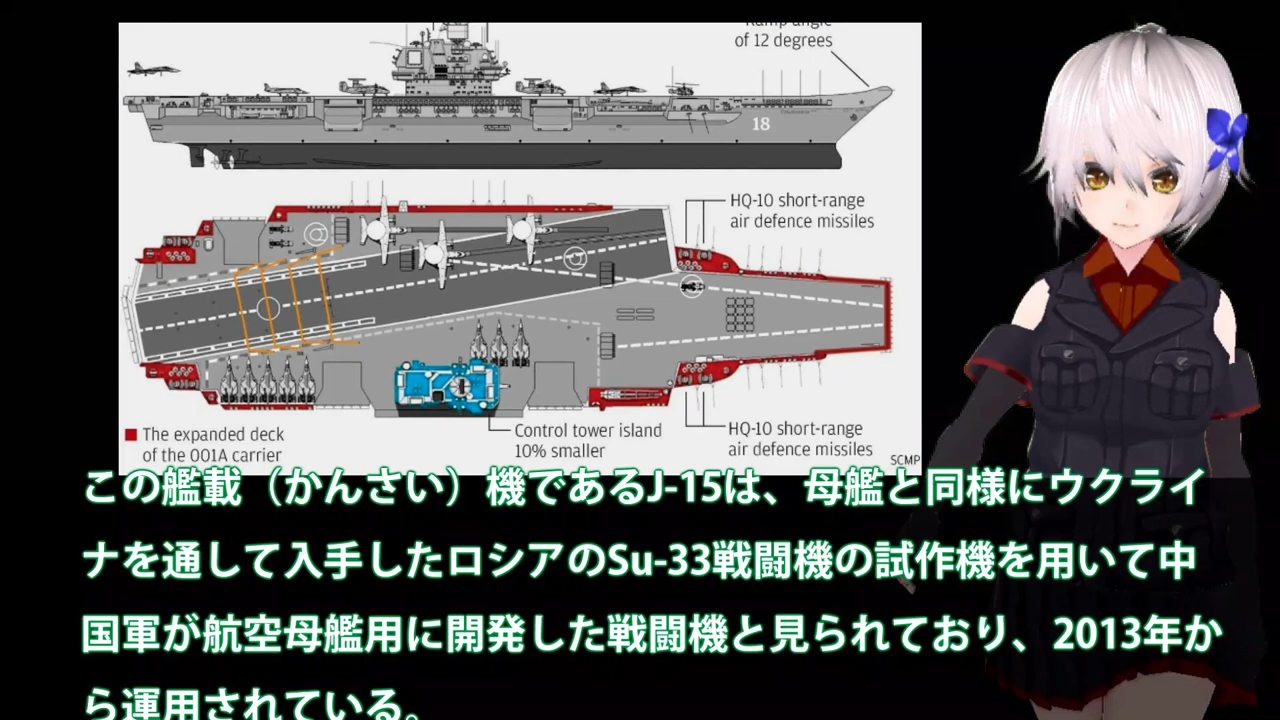 Ramp angle
of 12 degrees
18
HQ-10 short-range
air defence missiles
The expanded deck
of the 001A carrier
Control tower island
10% smaller
HQ-10 short-range
air defence missiles
SCMP
この艦載（かんさい）機であるJ-15は、母艦と同様にウクライ
ナを通して入手したロシアのSu-33戦闘機の試作機を用いて中
国軍が航空母艦用に開発した戦闘機と見られており、2013年か
ら運用されている。